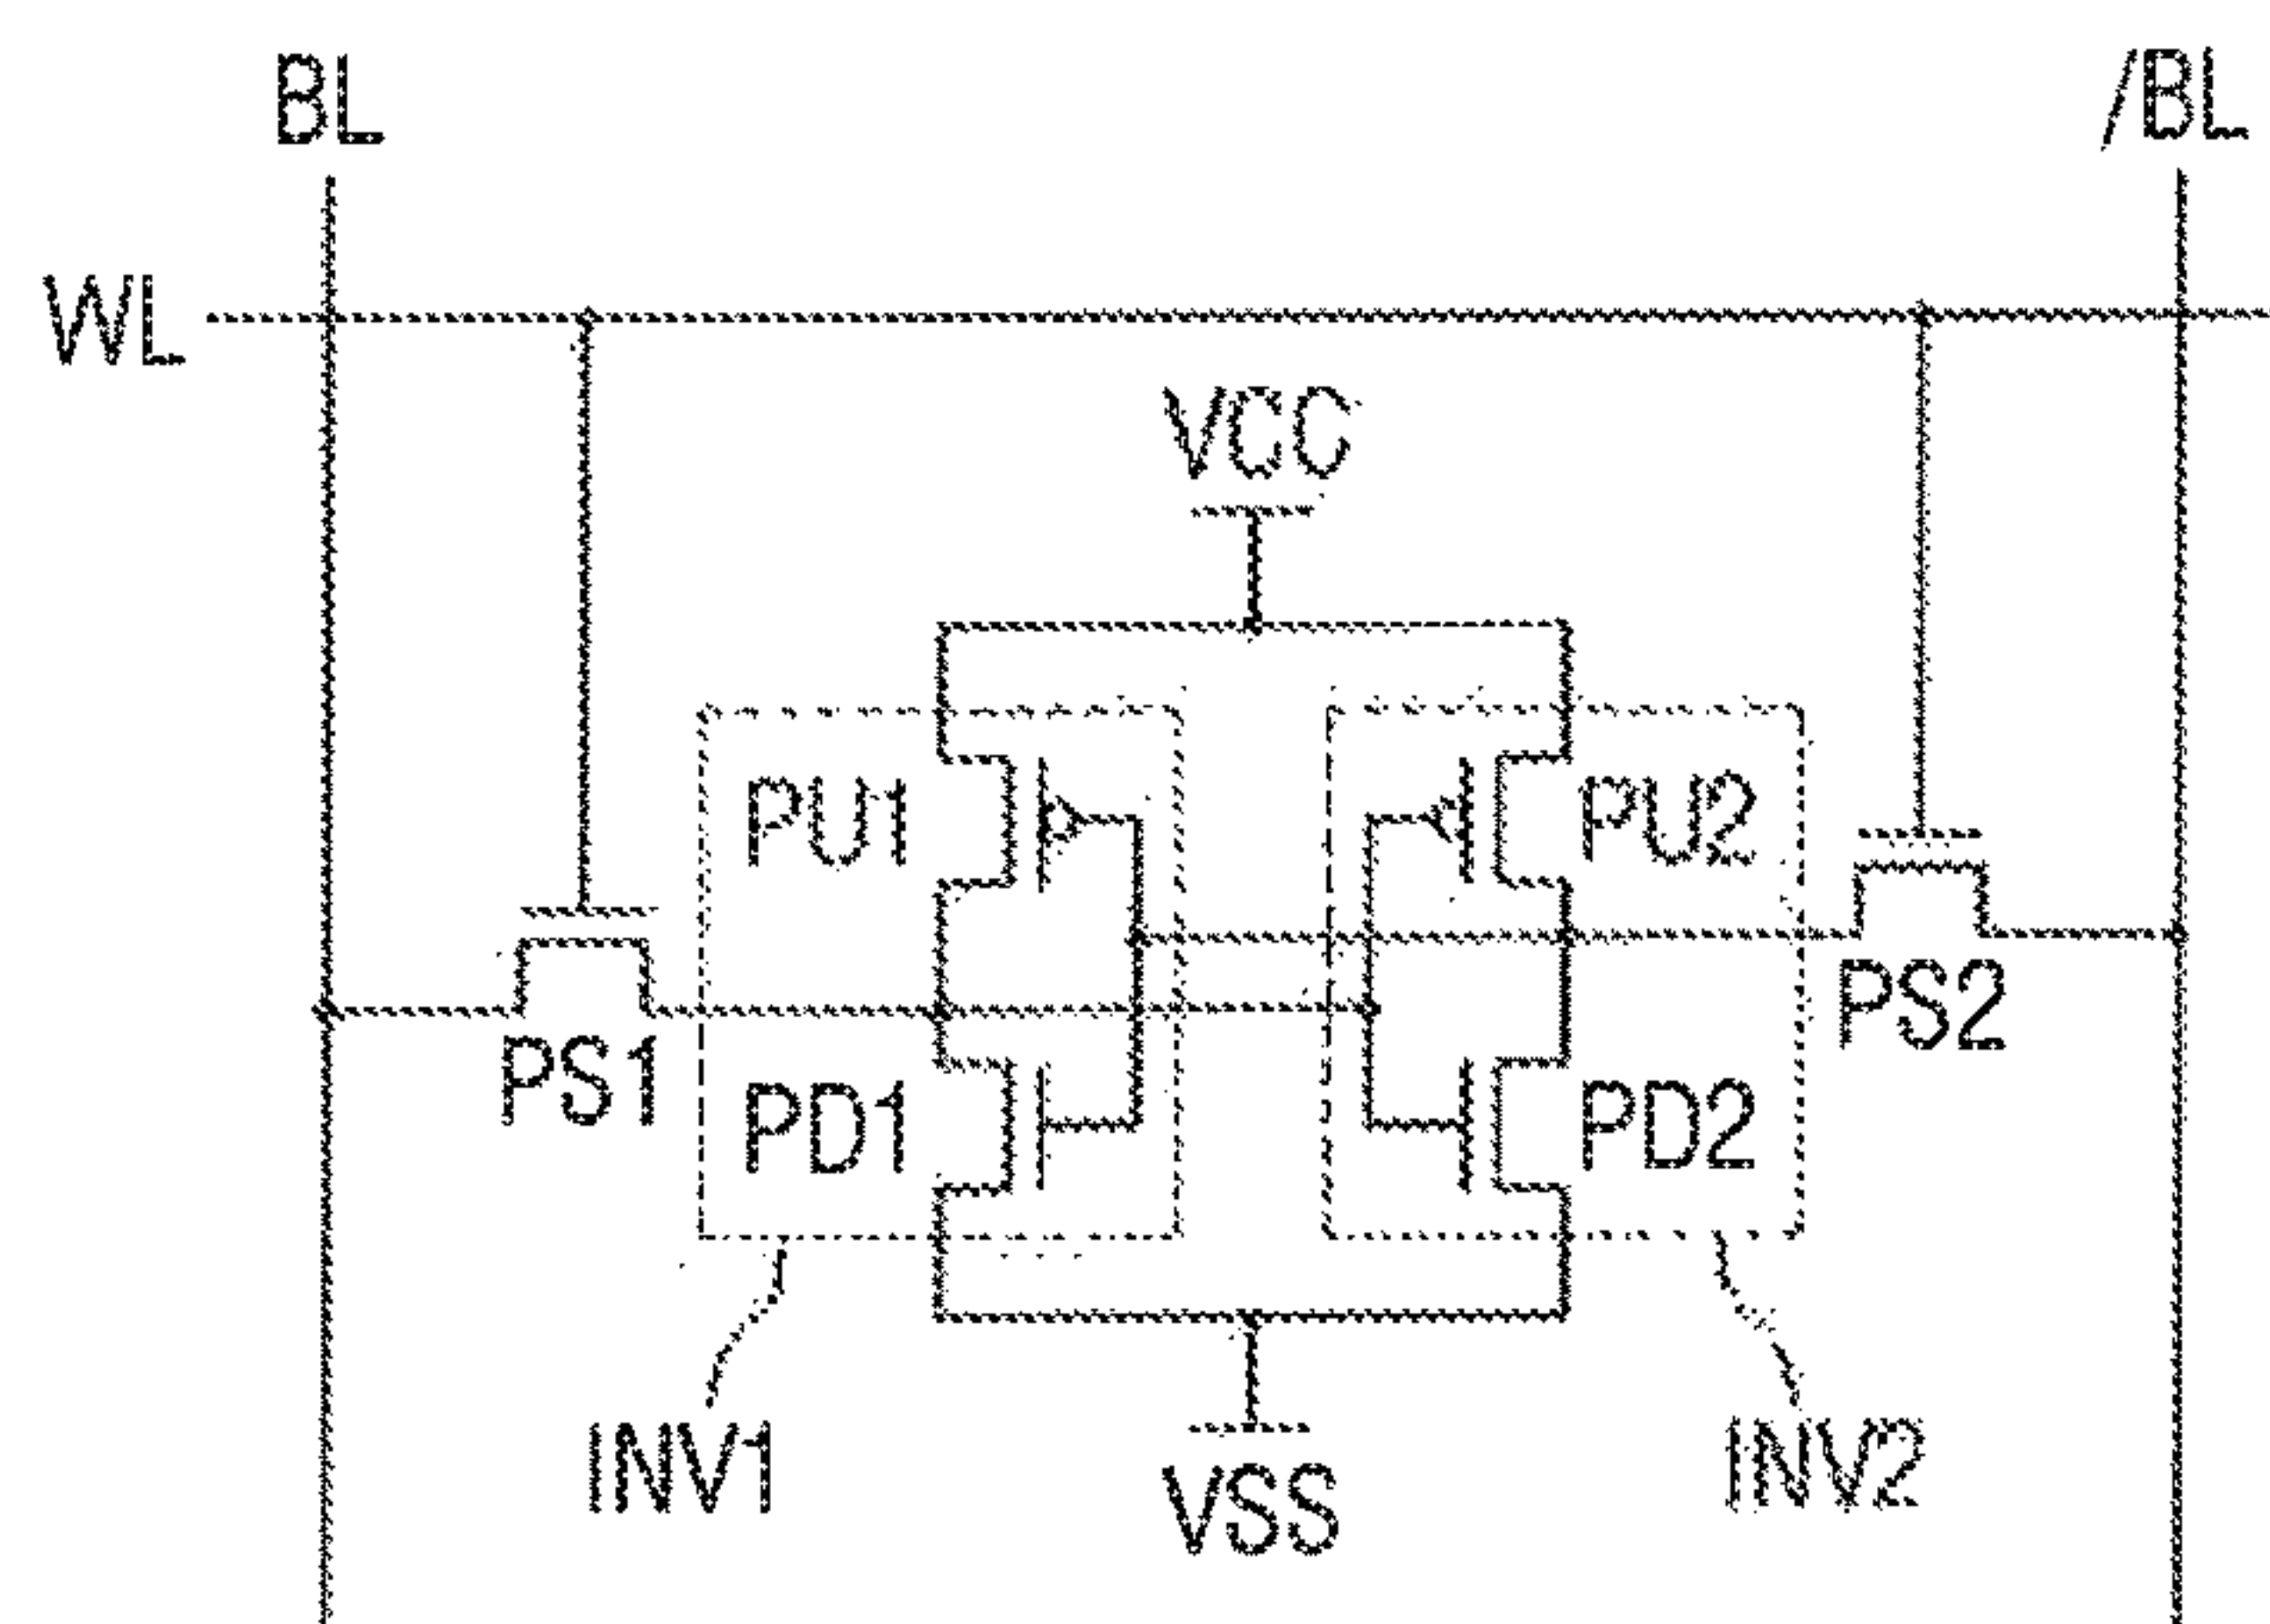 BL
/BL
WL
VCC
PU1
PU2
PS1
PS2
PD1
PD2
INV1
INV2
VSS